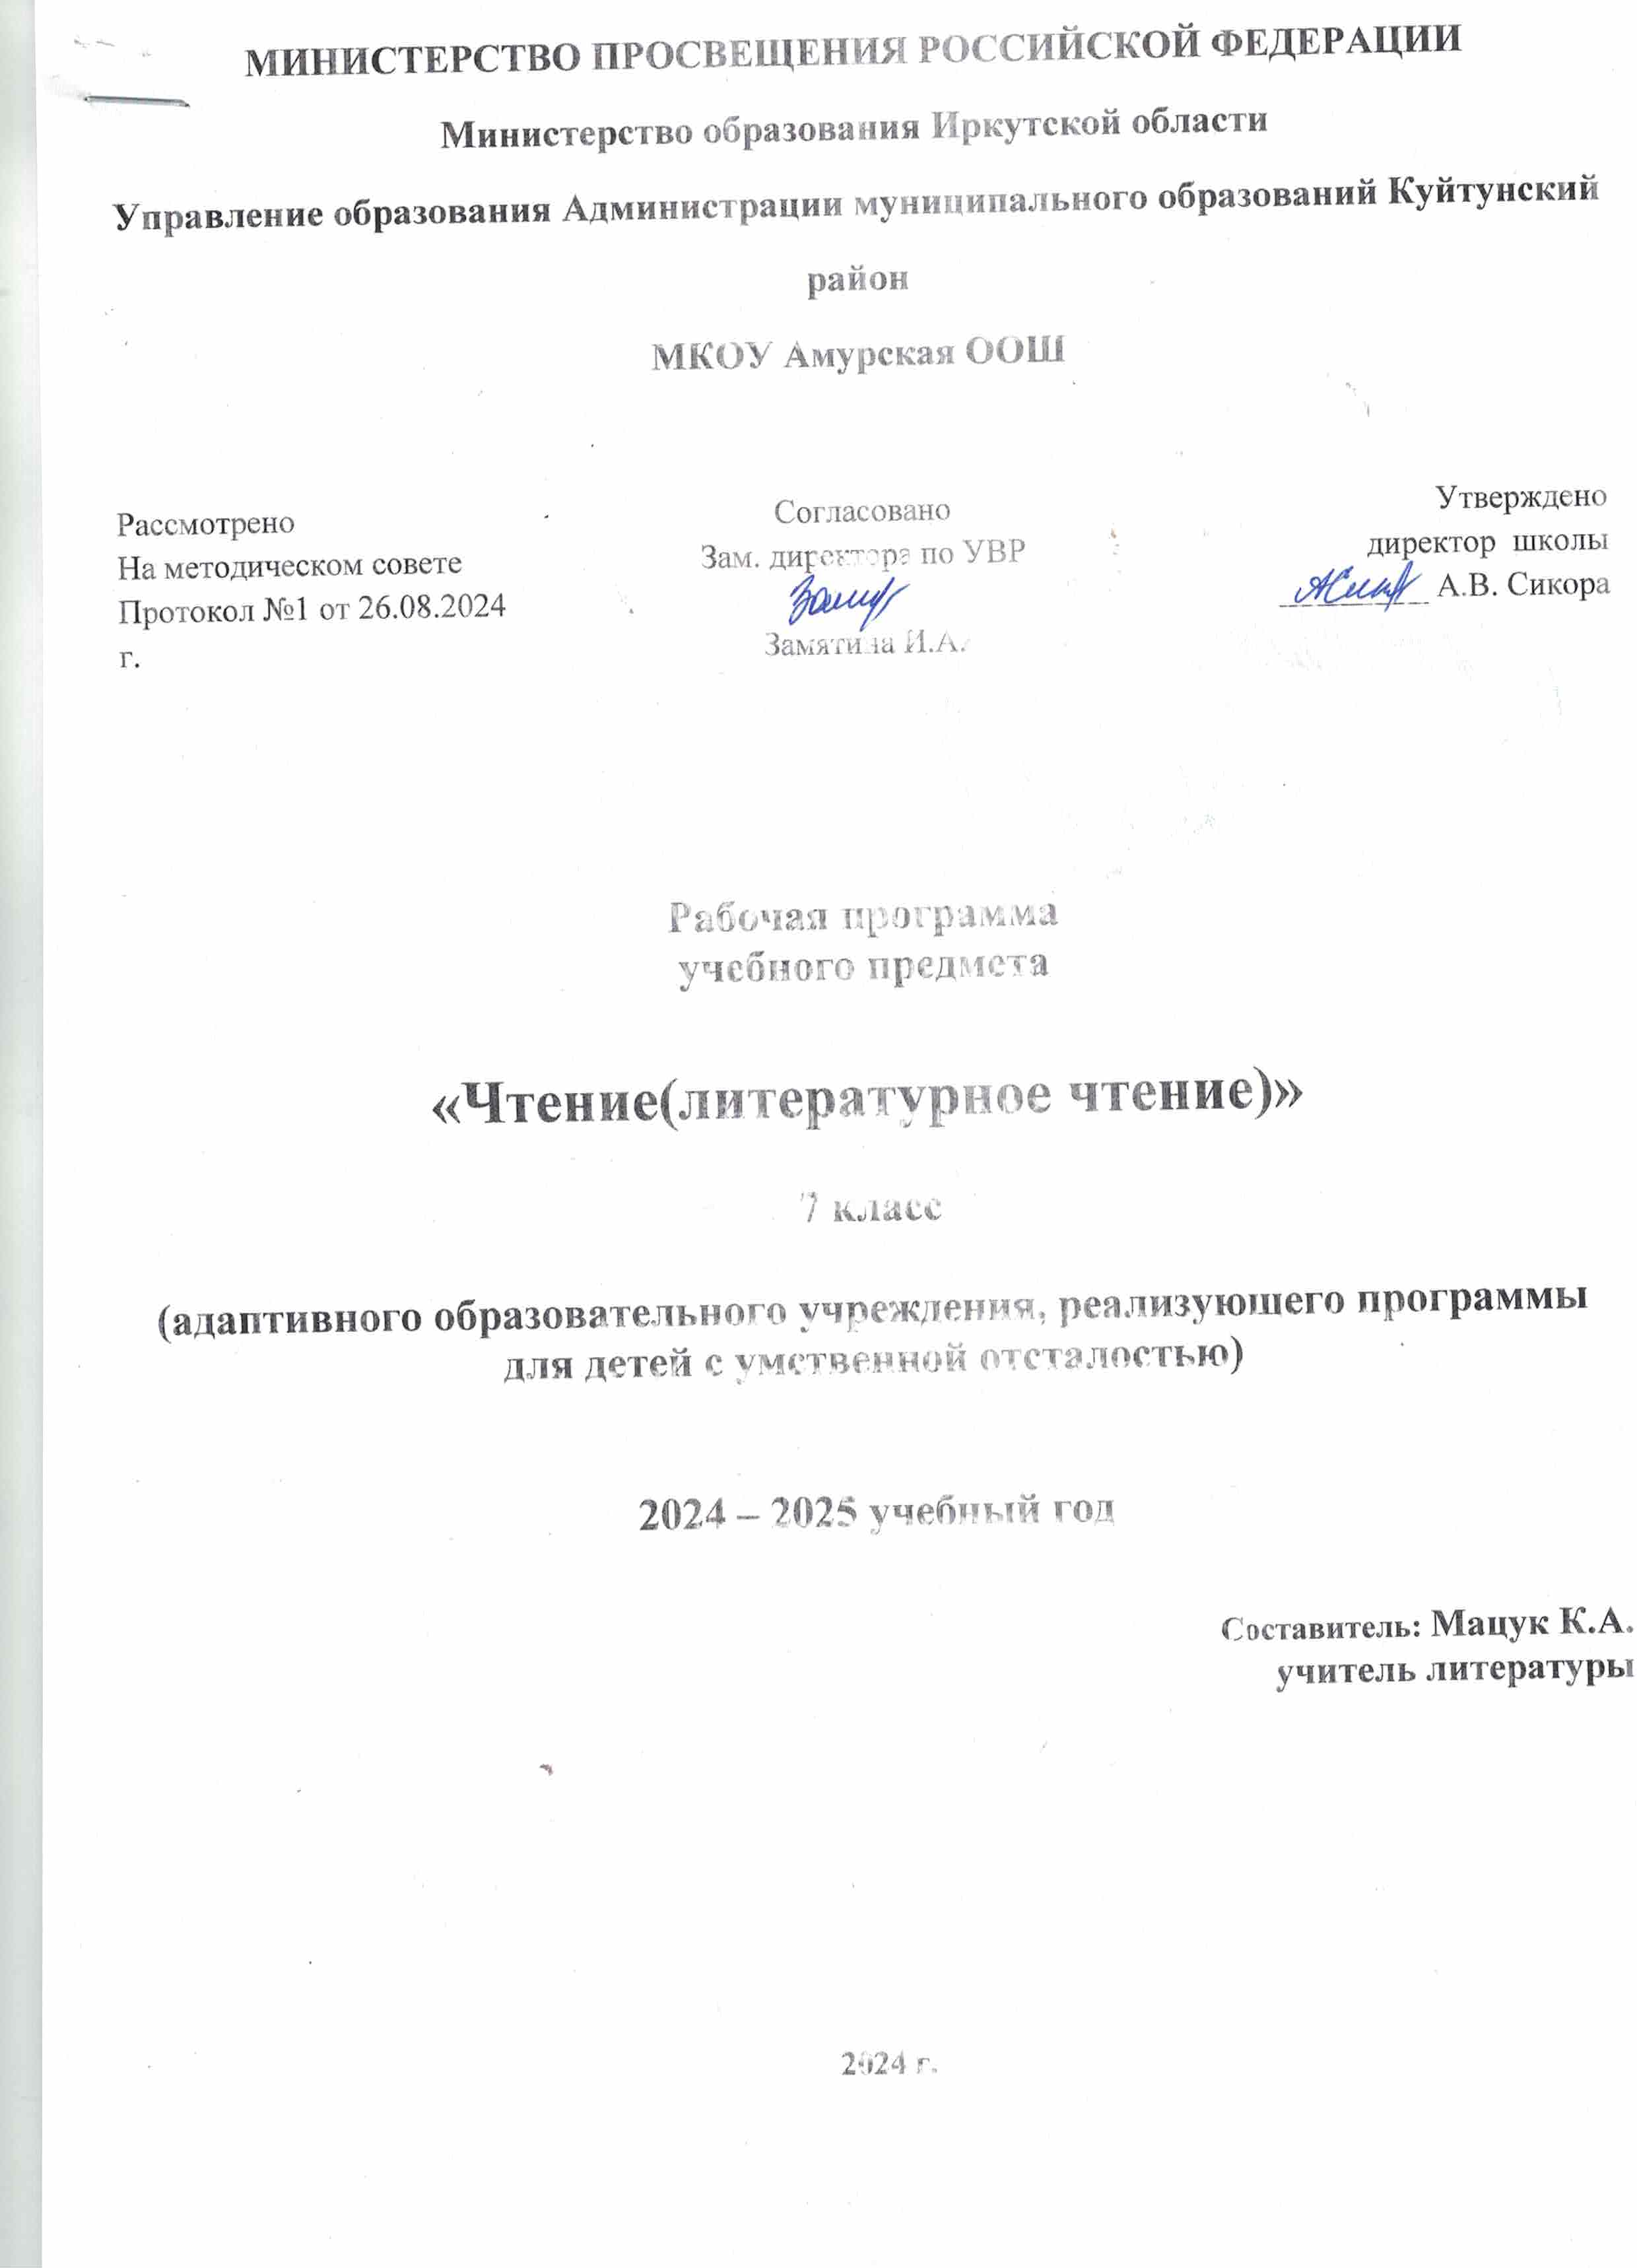 МИНИСТЕРСТВО ПРОСВЕЩЕНИЯ РОССИЙСКОЙ ФЕДЕРАЦИИ
Министерство образования Иркутской области
Управление образования Администрации муниципального образований Куйтунский
район
МКОУ Амурская ООШ
Рассмотрено
На методическом совете
Протокол №1 от 26.08.2024
г.
Согласовано
Зам. директора по УВР
Замятина И.А.
Утверждено
директор школы
А.В. Сикора
Рабочая программа
учебного предмета
«Чтение(литературное чтение)»
7 класс
(адаптивного образовательного учреждения, реализующего программы
для детей с умственной отсталостью)
2024 – 2025 учебный год
Составитель: Мацук К.А.
учитель литературы
2024 г.